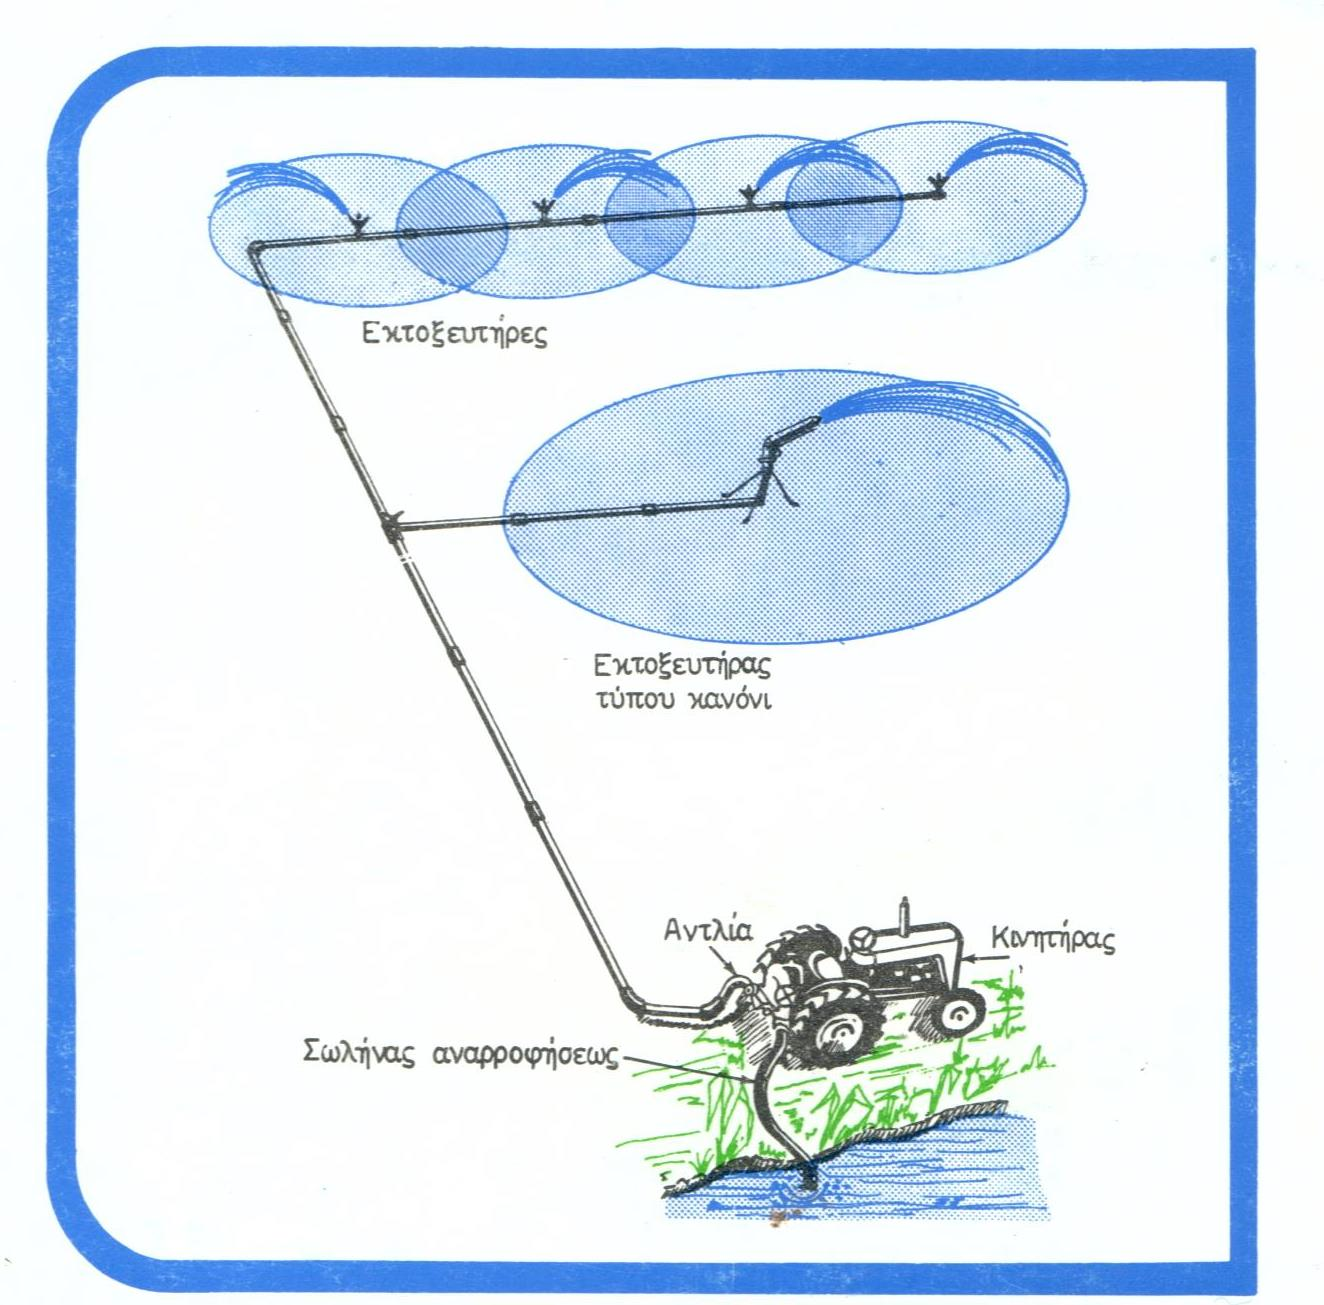 Εκτοξευτήρες
Εκτοξευτήρας
τύπου κανόνι
Αντλία
Κινητήρας
Σωλήνας αναρροφήσεως